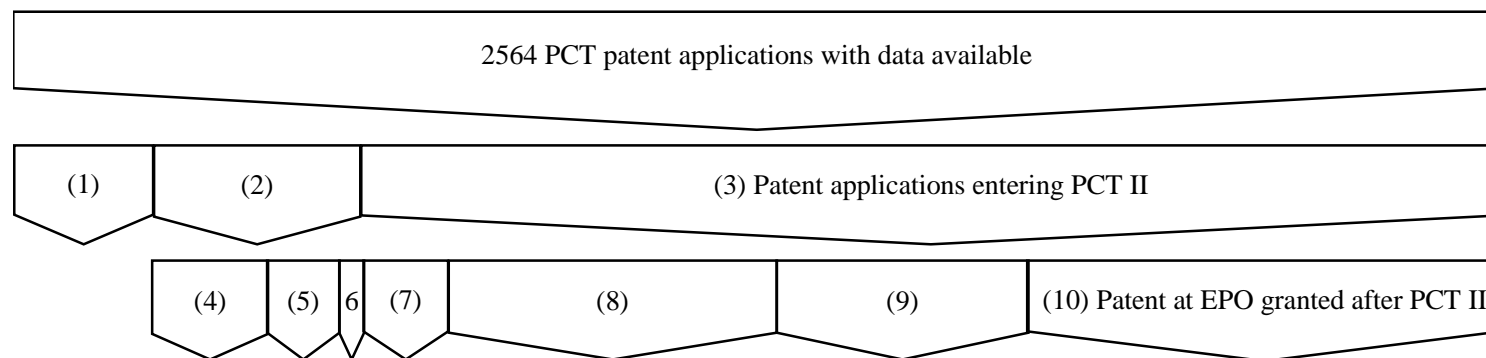 2564 PCT patent applications with data available
(1)
(2)
(3) Patent applications entering PCT II
(4)
(5)
6
(7)
(8)
(9)
(10) Patent at EPO granted after PCT II